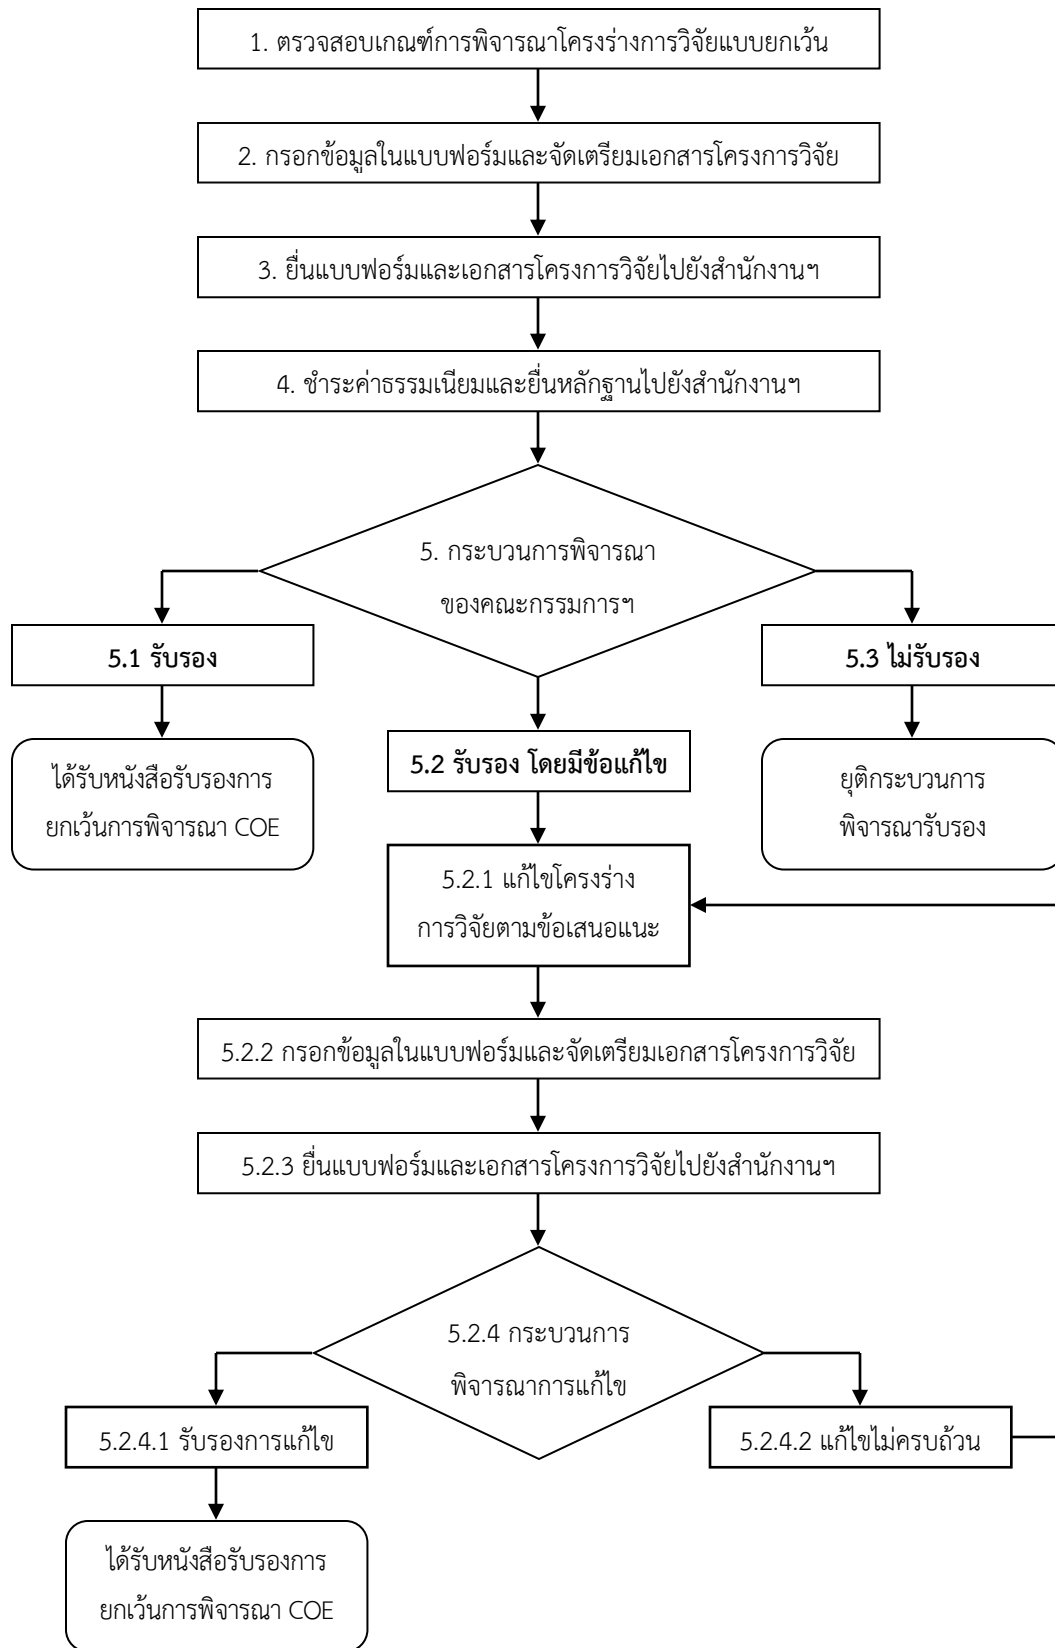 1. ตรวจสอบเกณฑ์การพิจารณาโครงร่างการวิจัยแบบยกเว้น
2. กรอกข้อมูลในแบบฟอร์มและจัดเตรียมเอกสารโครงการวิจัย
3. ยื่นแบบฟอร์มและเอกสารโครงการวิจัยไปยังสำนักงานฯ
4. ชำระค่าธรรมเนียมและยื่นหลักฐานไปยังสำนักงานฯ
5. กระบวนการพิจารณา
ของคณะกรรมการฯ
5.1 รับรอง
5.3 ไม่รับรอง
ได้รับหนังสือรับรองการ
ยกเว้นการพิจารณา COE
5.2 รับรอง โดยมีข้อแก้ไข
ยุติกระบวนการ
พิจารณารับรอง
5.2.1 แก้ไขโครงร่าง
การวิจัยตามข้อเสนอแนะ
5.2.2 กรอกข้อมูลในแบบฟอร์มและจัดเตรียมเอกสารโครงการวิจัย
5.2.3 ยื่นแบบฟอร์มและเอกสารโครงการวิจัยไปยังสำนักงานฯ
5.2.4 กระบวนการ
พิจารณาการแก้ไข
5.2.4.1 รับรองการแก้ไข
5.2.4.2 แก้ไขไม่ครบถ้วน
ได้รับหนังสือรับรองการ
ยกเว้นการพิจารณา COE